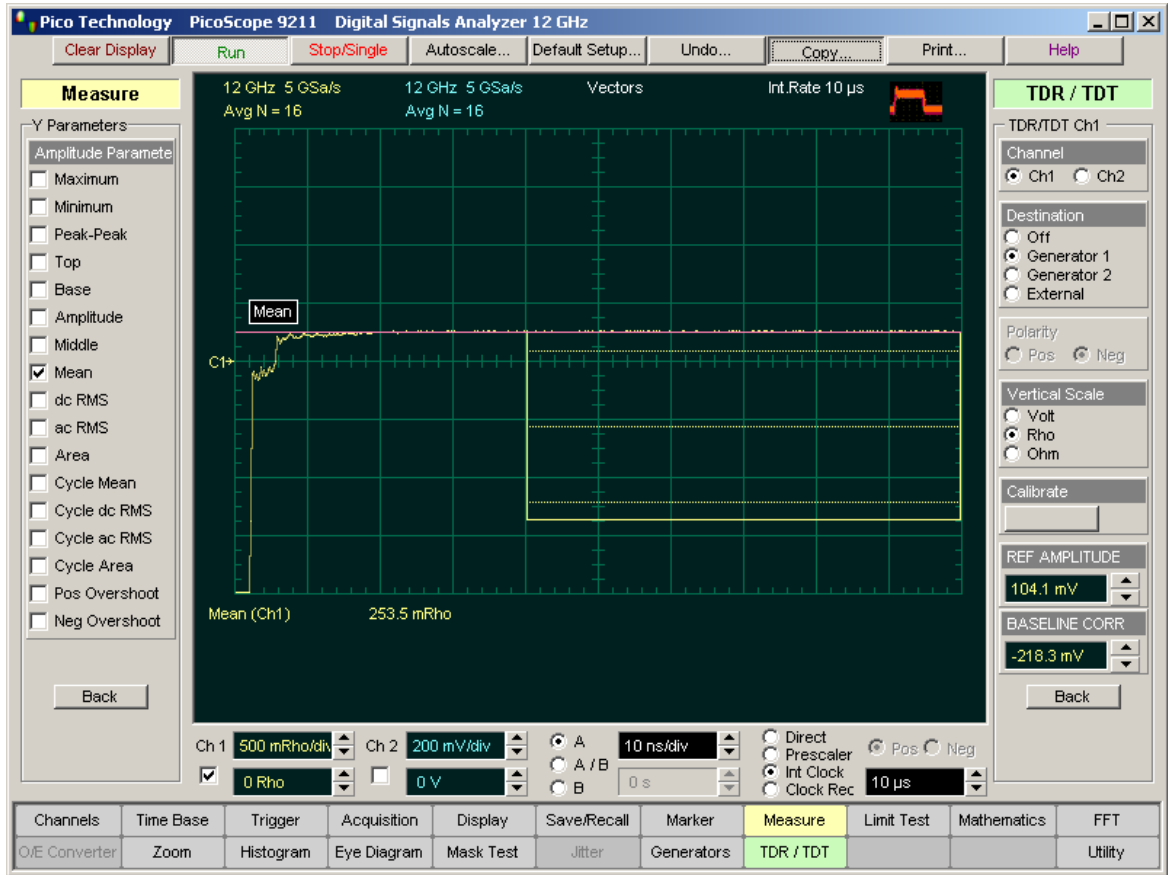 Pico Technology PicoScope 9211 Digital Signals Analyzer 12 GHz
Clear Display Run Stop/Single Autoscale... Default Setup... Undo... Copy... Print... Help
Measure
Y Parameters
Amplitude Paramete
Maximum
Minimum
Peak-Peak
Top
Base
Amplitude
Middle
Mean
dc RMS
ac RMS
Area
Cycle Mean
Cycle dc RMS
Cycle ac RMS
Cycle Area
Pos Overshoot
Neg Overshoot
Back
12 GHz 5 GSa/s 12 GHz 5 GSa/s Vectors Int.Rate 10 µs
Avg N = 16 Avg N = 16
Mean
C1
Mean (Ch1) 253.5 mRho
TDR / TDT
TDR/TDT Ch1
Channel
Ch1 Ch2
Destination
Off
Generator 1
Generator 2
External
Polarity
Pos Neg
Vertical Scale
Volt
Rho
Ohm
Calibrate
REF AMPLITUDE
104.1 mV
BASELINE CORR
-218.3 mV
Back
Ch 1 500 mRho/div Ch 2 200 mV/div A 10 ns/div Direct
Prescaler Pos Neg
A / B
0 Rho 0 V B 0 s Int Clock
Clock Rec 10 µs
Channels Time Base Trigger Acquisition Display Save/Recall Marker Measure Limit Test Mathematics FFT
O/E Converter Zoom Histogram Eye Diagram Mask Test Jitter Generators TDR / TDT Utility